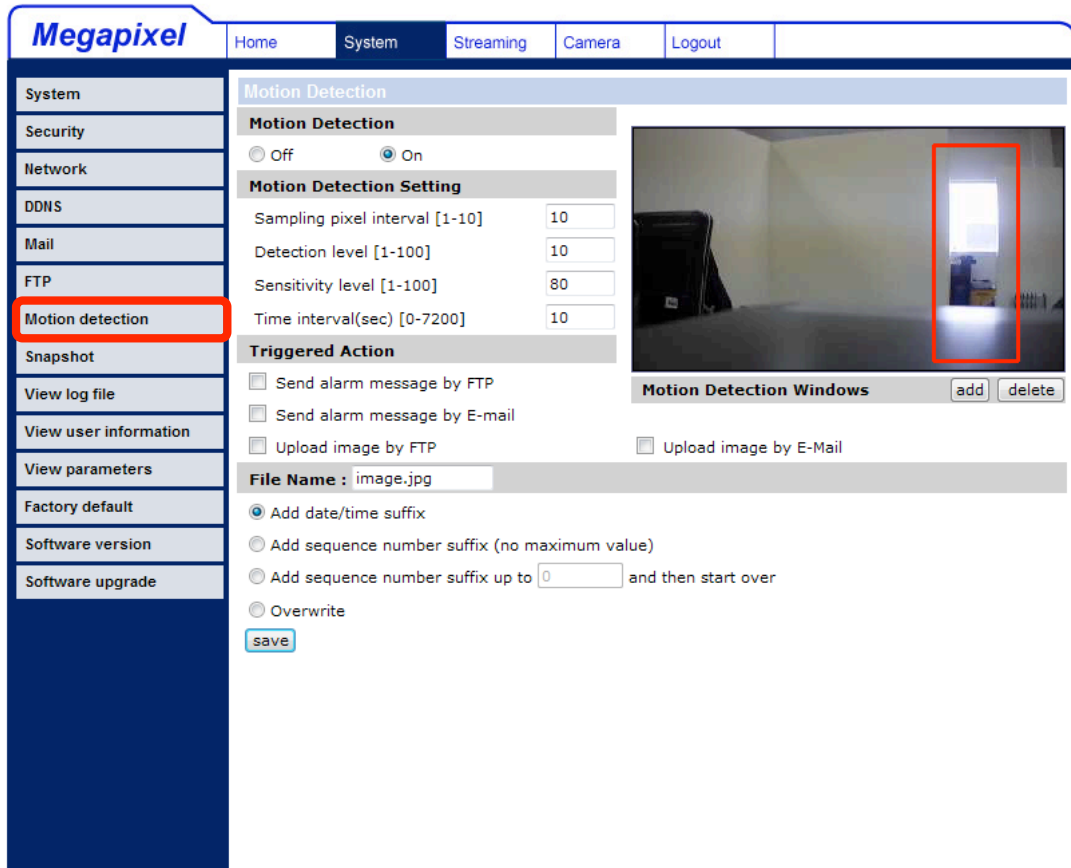 Megapixel
Home System Streaming Camera Logout
System
Security
Network
DDNS
Mail
FTP
Motion detection
Snapshot
View log file
View user information
View parameters
Factory default
Software version
Software upgrade
Motion Detection
Motion Detection
Off On
Motion Detection Setting
Sampling pixel interval [1-10] 10
Detection level [1-100] 10
Sensitivity level [1-100] 80
Time interval(sec) [0-7200] 10
Triggered Action
Send alarm message by FTP
Send alarm message by E-mail
Upload image by FTP
Motion Detection Windows add delete
Upload image by E-Mail
File Name : image.jpg
Add date/time suffix
Add sequence number suffix (no maximum value)
Add sequence number suffix up to 0 and then start over
Overwrite
save